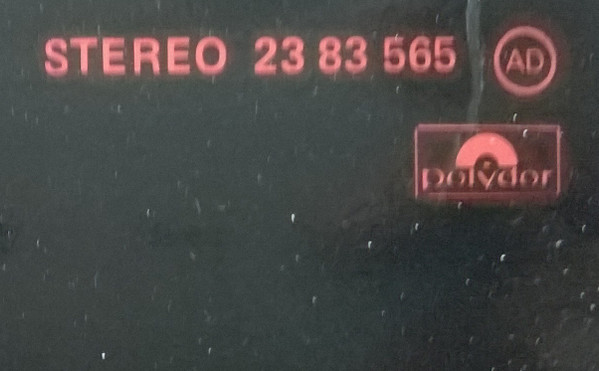 STEREO 23 83 565 AD
polydor